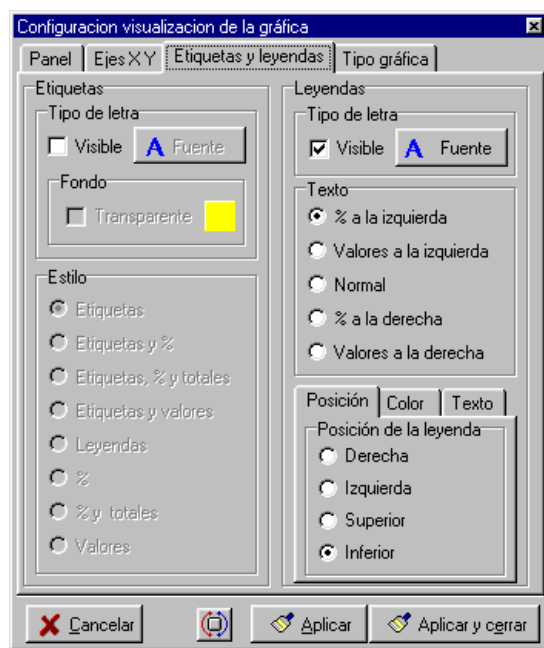 Configuracion visualizacion de la gráfica
Panel Ejes X Y Etiquetas y leyendas Tipo gráfica
Etiquetas
Tipo de letra
Visible A Fuente
Fondo
Transparente
Estilo
Etiquetas
Etiquetas y %
Etiquetas, % y totales
Etiquetas y valores
Leyendas
%
% y totales
Valores
Leyendas
Tipo de letra
Visible A Fuente
Texto
% a la izquierda
Valores a la izquierda
Normal
% a la derecha
Valores a la derecha
Posición Color Texto
Posición de la leyenda
Derecha
Izquierda
Superior
Inferior
Cancelar Aplicar Aplicar y cerrar